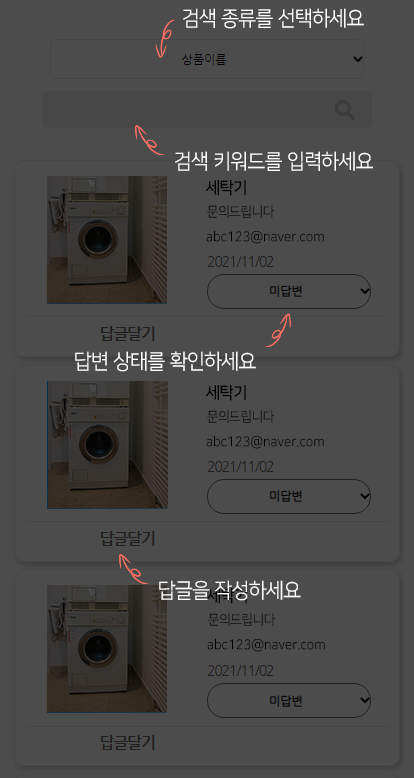 검색 종류를 선택하세요
상품이름
검색 키워드를 입력하세요
세탁기
문의드립니다
abc123@naver.com
2021/11/02
미답변
답글달기
답변 상태를 확인하세요
세탁기
문의드립니다
abc123@naver.com
2021/11/02
미답변
답글달기
답글을 작성하세요
세탁기
문의드립니다
abc123@naver.com
2021/11/02
미답변
답글달기